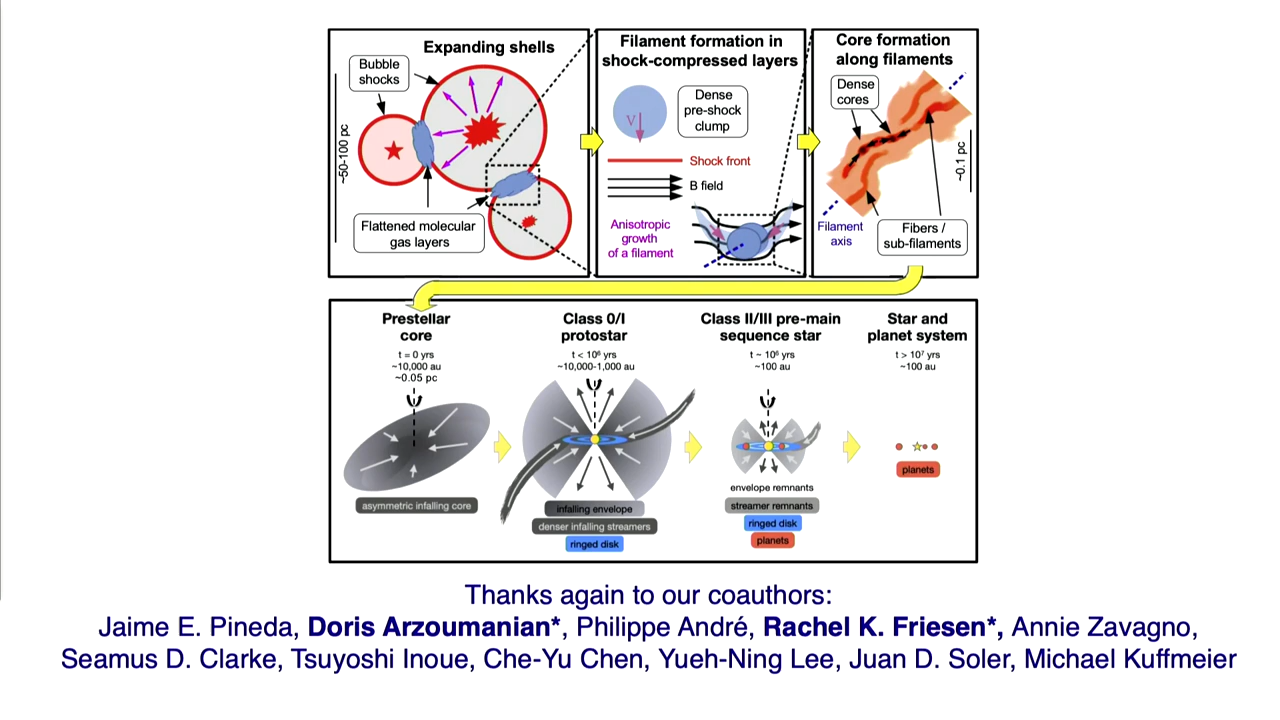 Expanding shells
Bubble
shocks
~50-100 pc
Flattened molecular
gas layers
Filament formation in
shock-compressed layers
Dense
pre-shock
clump
V
Shock front
B field
Anisotropic
growth
of a filament
Core formation
along filaments
Dense
cores
~0.1 pc
Filament
axis
Fibers /
sub-filaments
Prestellar
core
t = 0 yrs
~10,000 au
~0.05 pc
asymmetric infalling core
Class 0/I
protostar
t < 10⁶ yrs
~10,000-1,000 au
infalling envelope
denser infalling streamers
ringed disk
Class II/III pre-main
sequence star
t ~ 10⁶ yrs
~100 au
envelope remnants
streamer remnants
ringed disk
planets
Star and
planet system
t > 10⁷ yrs
~100 au
planets
Thanks again to our coauthors:
Jaime E. Pineda, Doris Arzoumanian*, Philippe André, Rachel K. Friesen*, Annie Zavagno,
Seamus D. Clarke, Tsuyoshi Inoue, Che-Yu Chen, Yueh-Ning Lee, Juan D. Soler, Michael Kuffmeier